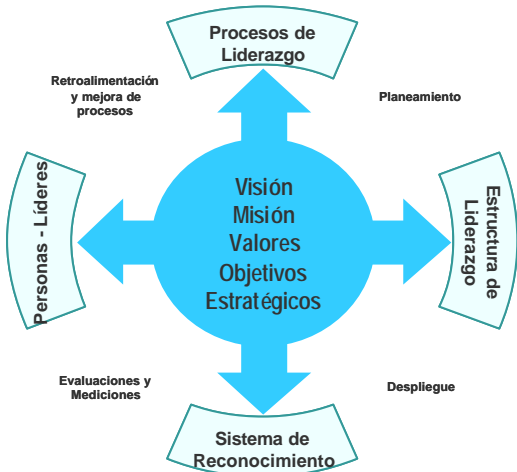 Procesos de
Liderazgo
Retroalimentación
y mejora de
procesos
Planeamiento
Personas - Líderes
Visión
Misión
Valores
Objetivos
Estratégicos
Estructura de
Liderazgo
Evaluaciones y
Mediciones
Despliegue
Sistema de
Reconocimiento